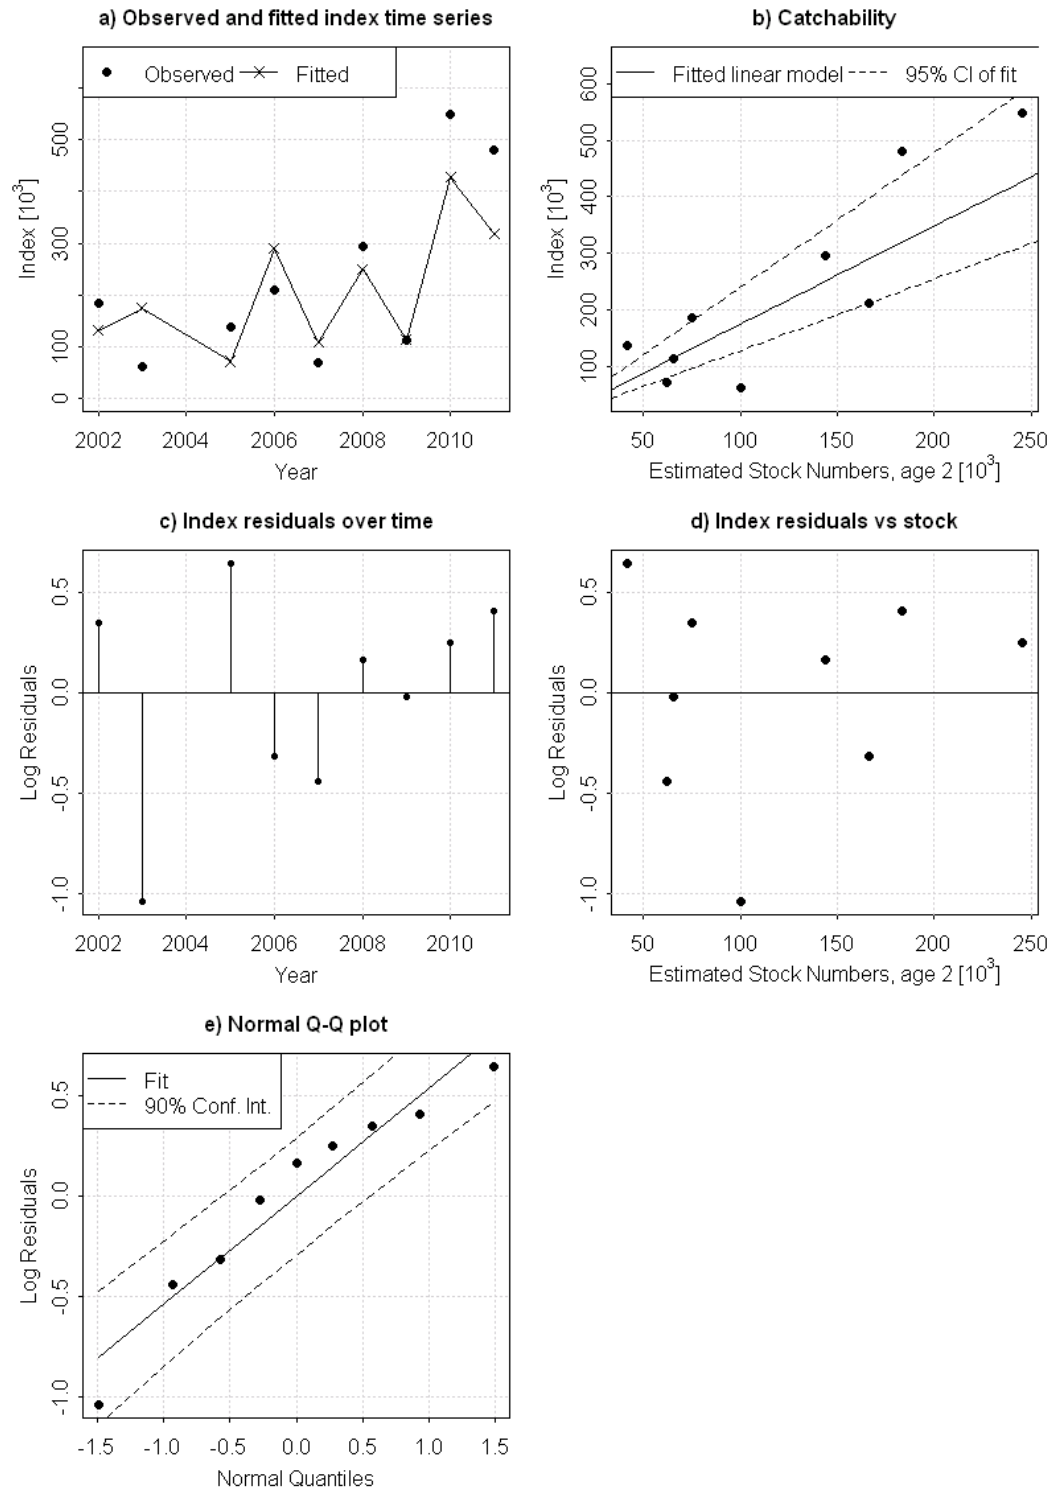 a) Observed and fitted index time series
Observed Fitted
Index [10³]
0 100 300 500
2002 2004 2006 2008 2010
Year
b) Catchability
Fitted linear model 95% CI of fit
Index [10³]
100 200 300 400 500 600
50 100 150 200 250
Estimated Stock Numbers, age 2 [10³]
c) Index residuals over time
Log Residuals
-1.0 -0.5 0.0 0.5
2002 2004 2006 2008 2010
Year
d) Index residuals vs stock
Log Residuals
-1.0 -0.5 0.0 0.5
50 100 150 200 250
Estimated Stock Numbers, age 2 [10³]
e) Normal Q-Q plot
Fit
90% Conf. Int.
Log Residuals
-1.0 -0.5 0.0 0.5
-1.5 -1.0 -0.5 0.0 0.5 1.0 1.5
Normal Quantiles